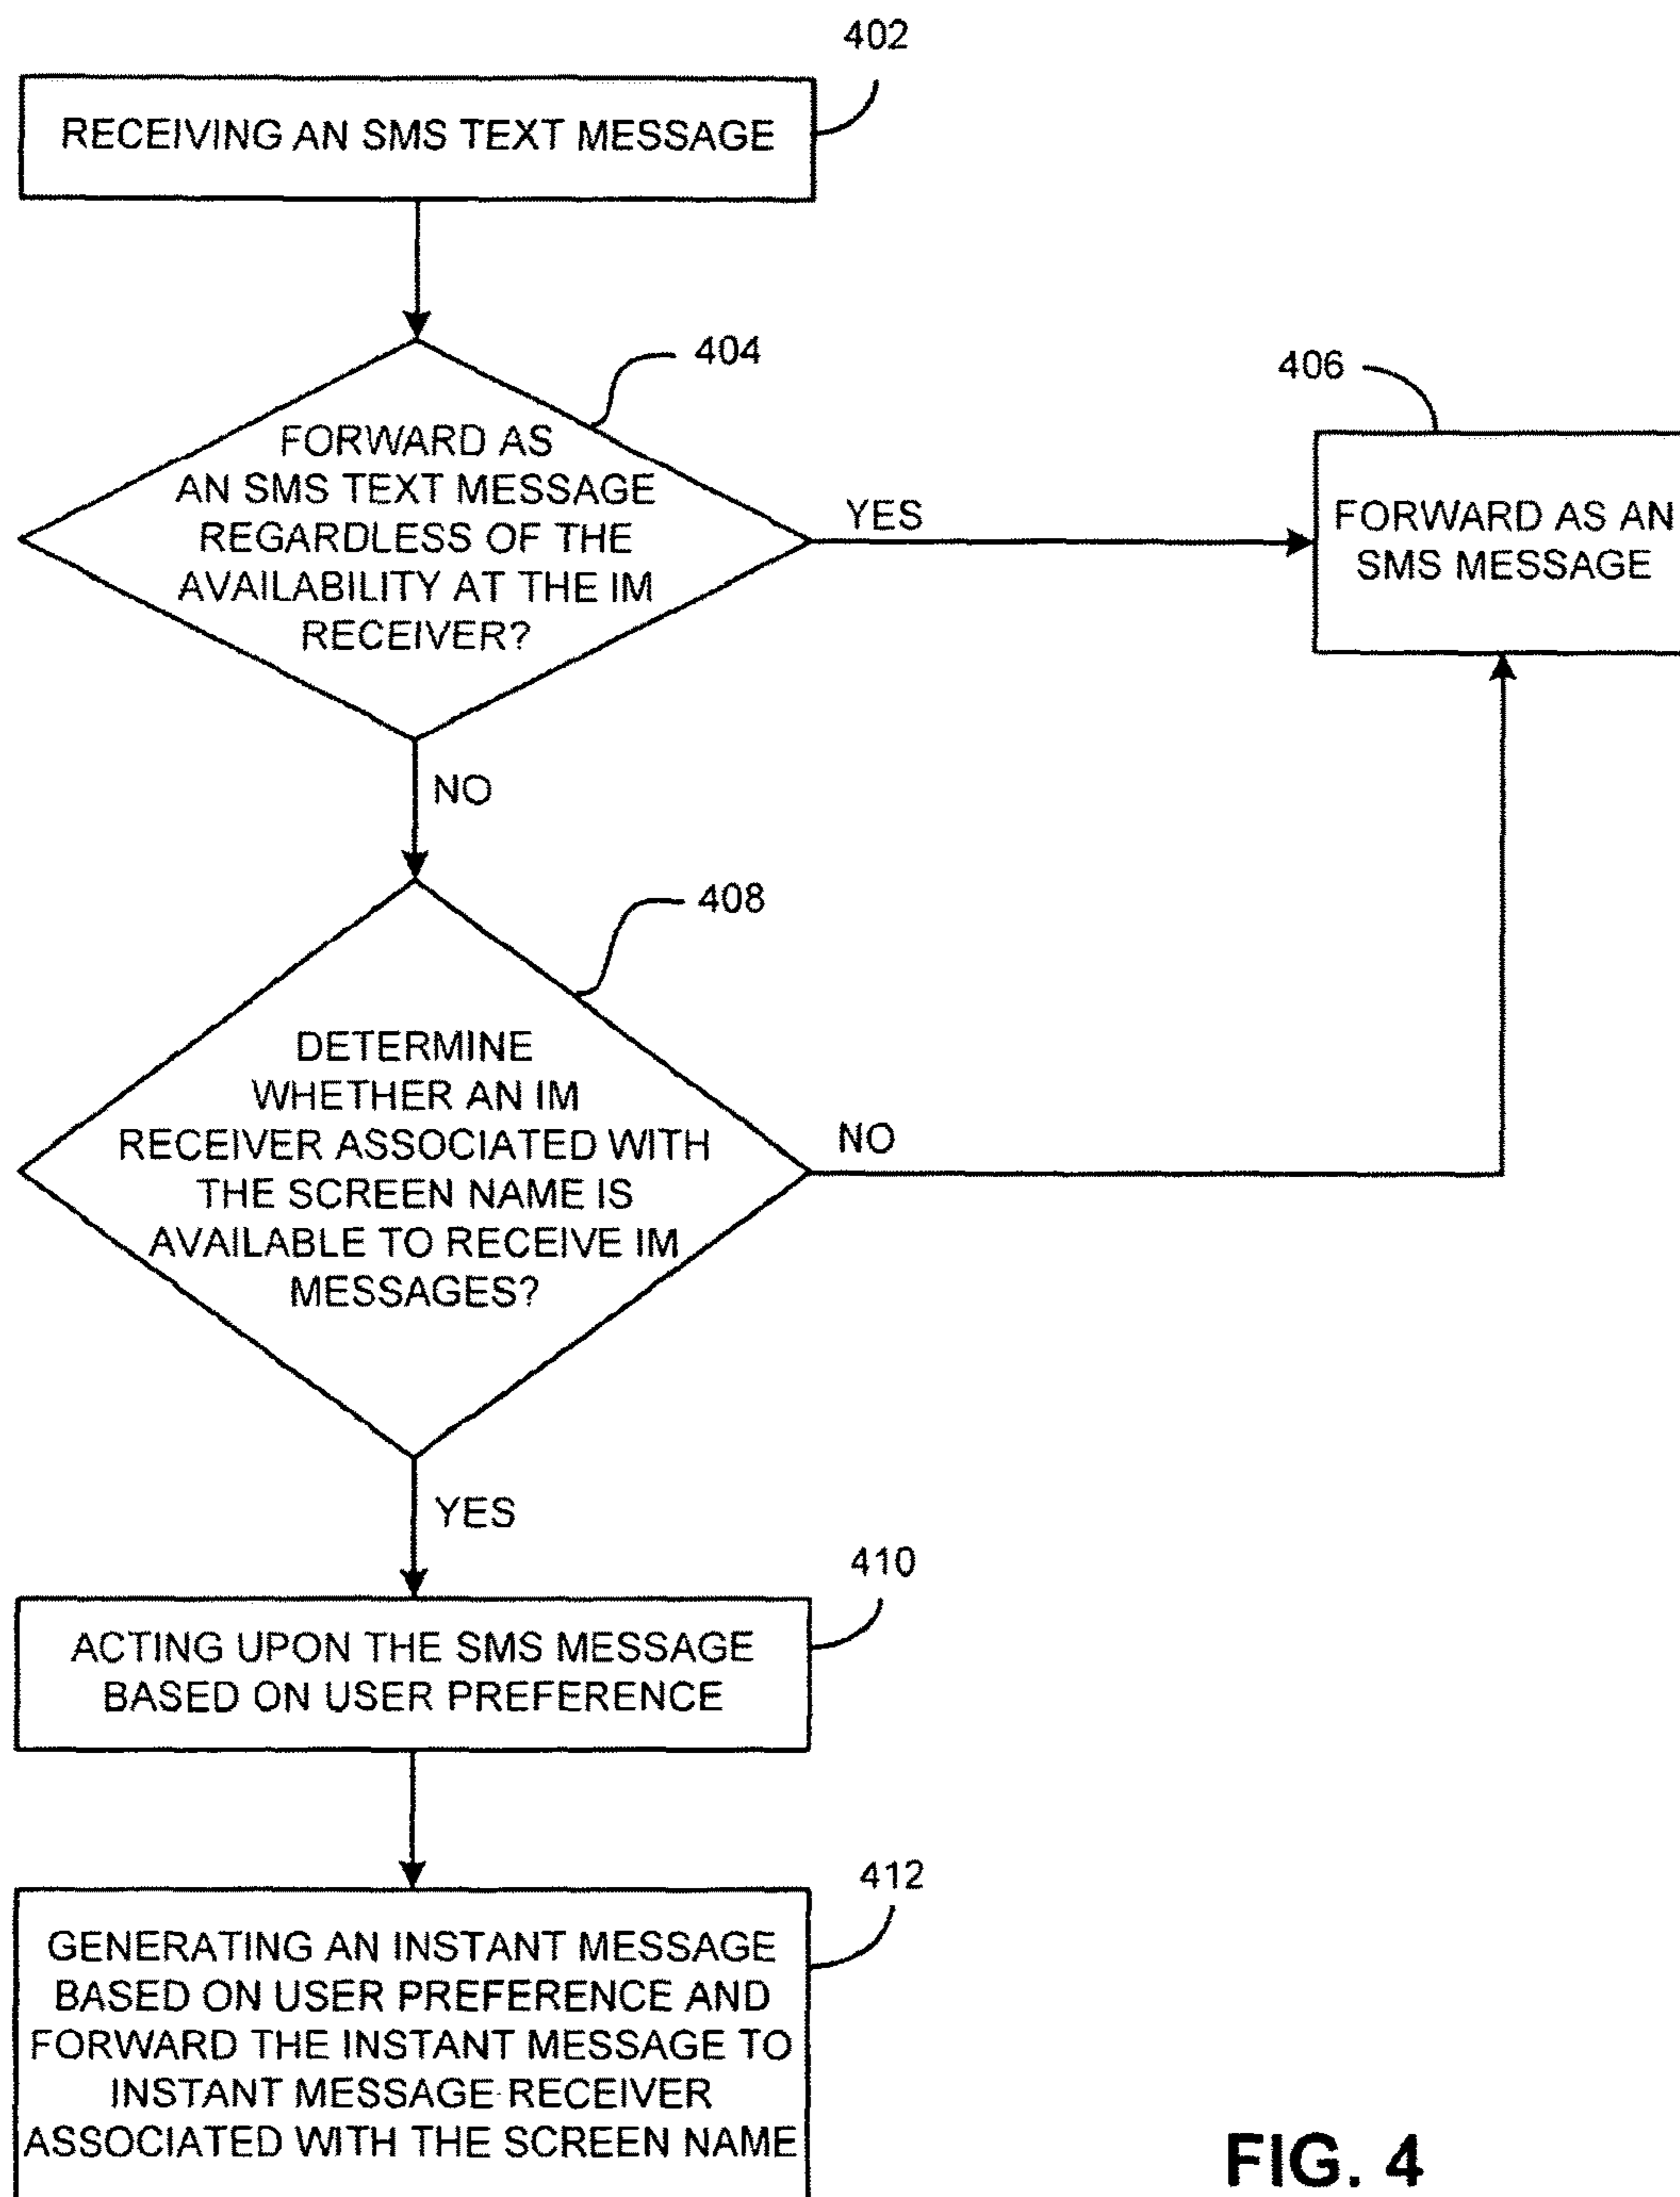 402
RECEIVING AN SMS TEXT MESSAGE
404
FORWARD AS
AN SMS TEXT MESSAGE
REGARDLESS OF THE
AVAILABILITY AT THE IM
RECEIVER?
YES
406
FORWARD AS AN
SMS MESSAGE
NO
408
DETERMINE
WHETHER AN IM
RECEIVER ASSOCIATED WITH
THE SCREEN NAME IS
AVAILABLE TO RECEIVE IM
MESSAGES?
NO
YES
410
ACTING UPON THE SMS MESSAGE
BASED ON USER PREFERENCE
412
GENERATING AN INSTANT MESSAGE
BASED ON USER PREFERENCE AND
FORWARD THE INSTANT MESSAGE TO
INSTANT MESSAGE RECEIVER
ASSOCIATED WITH THE SCREEN NAME
FIG. 4